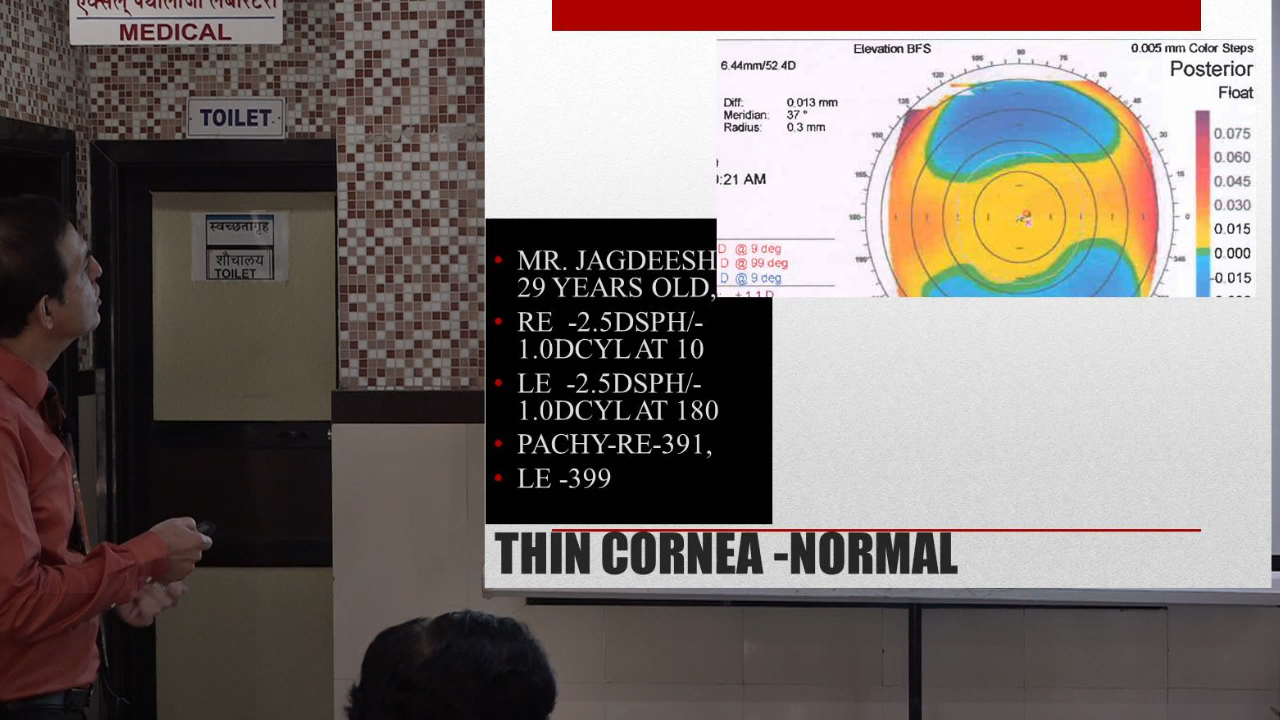 एक्सेल पॅथॉलॉजी लॅबोरेटरी
MEDICAL
TOILET
स्वच्छतागृह
शौचालय
TOILET
Elevation BFS
0.005 mm Color Steps
6.44mm/52.4D
Posterior
Float
Diff: 0.013 mm
Meridian: 37 °
Radius: 0.3 mm
:21 AM
D @ 9 deg
D @ 99 deg
D @ 9 deg
0.075
0.060
0.045
0.030
0.015
0.000
-0.015
• MR. JAGDEESH
29 YEARS OLD,
• RE -2.5DSPH/-
1.0DCYL AT 10
• LE -2.5DSPH/-
1.0DCYL AT 180
• PACHY-RE-391,
• LE -399
THIN CORNEA -NORMAL